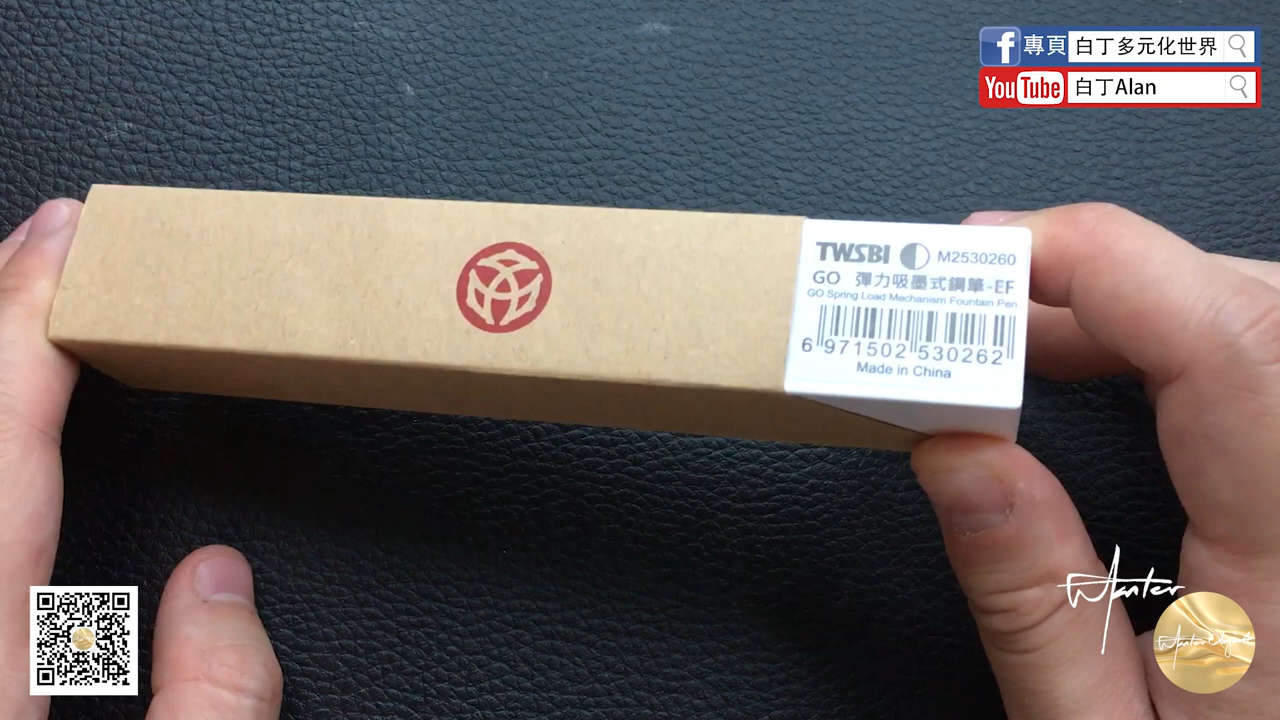 專頁 白丁多元化世界
YouTube 白丁Alan
TWSBI M2530260
GO 彈力吸墨式鋼筆-EF
GO Spring Load Mechanism Fountain Pen
6 971502 530262
Made in China